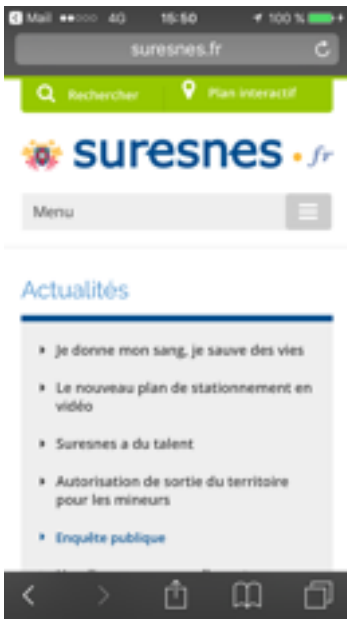 Mail 4G 15:50 100 %
suresnes.fr
Rechercher Plan interactif
suresnes.fr
Menu
Actualités
Je donne mon sang, je sauve des vies
Le nouveau plan de stationnement en
vidéo
Suresnes a du talent
Autorisation de sortie du territoire
pour les mineurs
Enquête publique